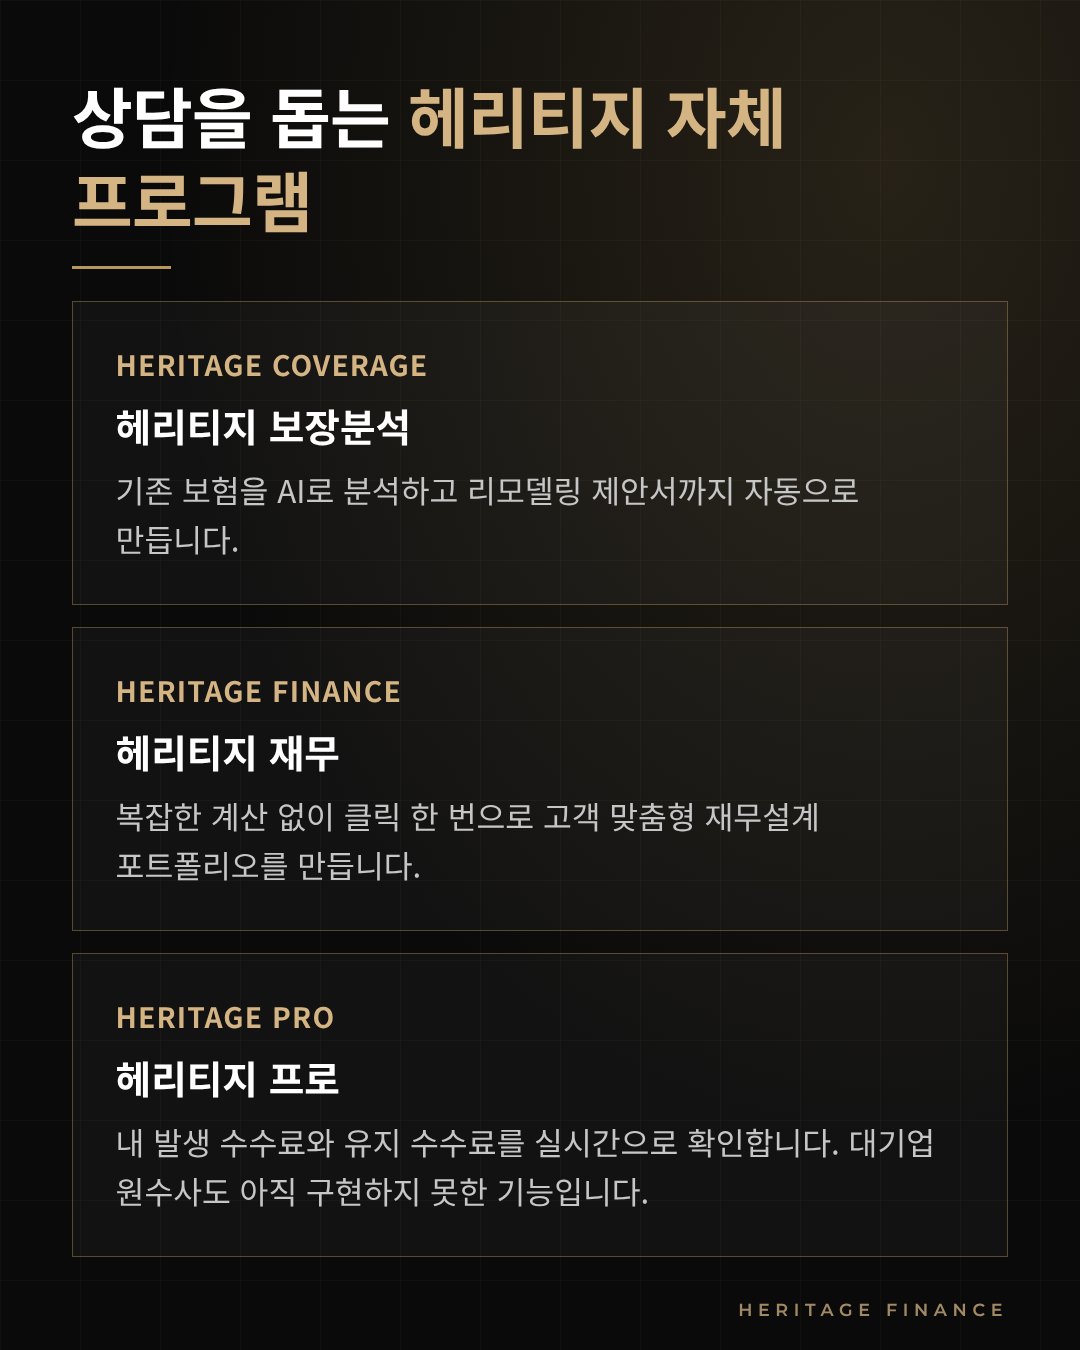 상담을 돕는 헤리티지 자체
프로그램
HERITAGE COVERAGE
헤리티지 보장분석
기존 보험을 AI로 분석하고 리모델링 제안서까지 자동으로
만듭니다.
HERITAGE FINANCE
헤리티지 재무
복잡한 계산 없이 클릭 한 번으로 고객 맞춤형 재무설계
포트폴리오를 만듭니다.
HERITAGE PRO
헤리티지 프로
내 발생 수수료와 유지 수수료를 실시간으로 확인합니다. 대기업
원수사도 아직 구현하지 못한 기능입니다.
HERITAGE FINANCE